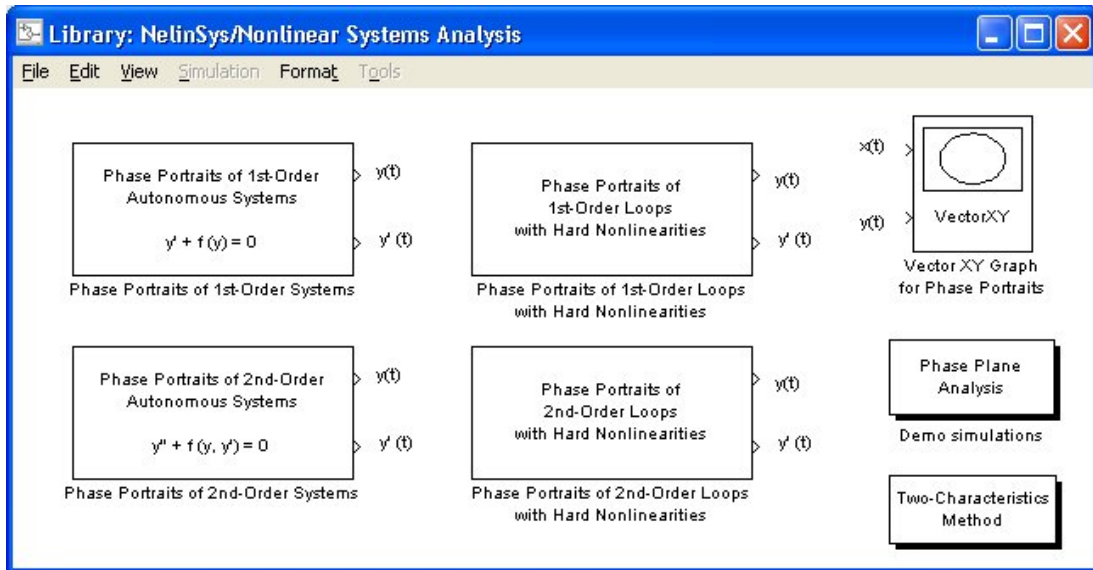 Library: NelinSys/Nonlinear Systems Analysis
File Edit View Simulation Format Tools
Phase Portraits of 1st-Order
Autonomous Systems
y' + f (y) = 0
y(t)
y' (t)
Phase Portraits of 1st-Order Systems
Phase Portraits of
1st-Order Loops
with Hard Nonlinearities
y(t)
y' (t)
Phase Portraits of 1st-Order Loops
with Hard Nonlinearities
x(t)
y(t)
VectorXY
Vector XY Graph
for Phase Portraits
Phase Portraits of 2nd-Order
Autonomous Systems
y'' + f (y, y') = 0
y(t)
y' (t)
Phase Portraits of 2nd-Order Systems
Phase Portraits of
2nd-Order Loops
with Hard Nonlinearities
y(t)
y' (t)
Phase Portraits of 2nd-Order Loops
with Hard Nonlinearities
Phase Plane
Analysis
Demo simulations
Two-Characteristics
Method